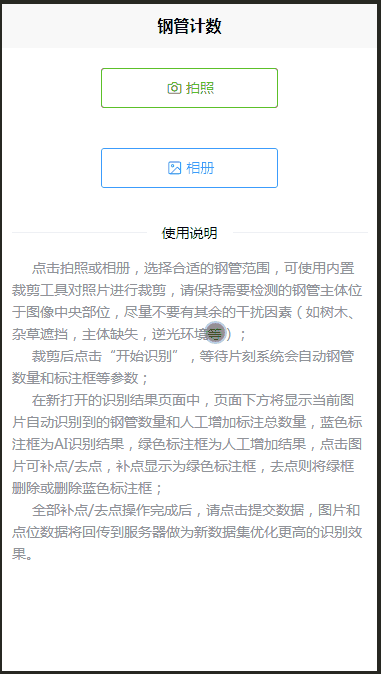 钢管计数
拍照
相册
使用说明
点击拍照或相册，选择合适的钢管范围，可使用内置
裁剪工具对照片进行裁剪，请保持需要检测的钢管主体位
于图像中央部位，尽量不要有其余的干扰因素（如树木、
杂草遮挡，主体缺失，逆光环境等）；
裁剪后点击“开始识别”，等待片刻系统会自动钢管
数量和标注框等参数；
在新打开的识别结果页面中，页面下方将显示当前图
片自动识别到的钢管数量和人工增加标注总数量，蓝色标
注框为AI识别结果，绿色标注框为人工增加结果，点击图
片可补点/去点，补点显示为绿色标注框，去点则将绿框
删除或删除蓝色标注框；
全部补点/去点操作完成后，请点击提交数据，图片和
点位数据将回传到服务器做为新数据集优化更高的识别效
果。